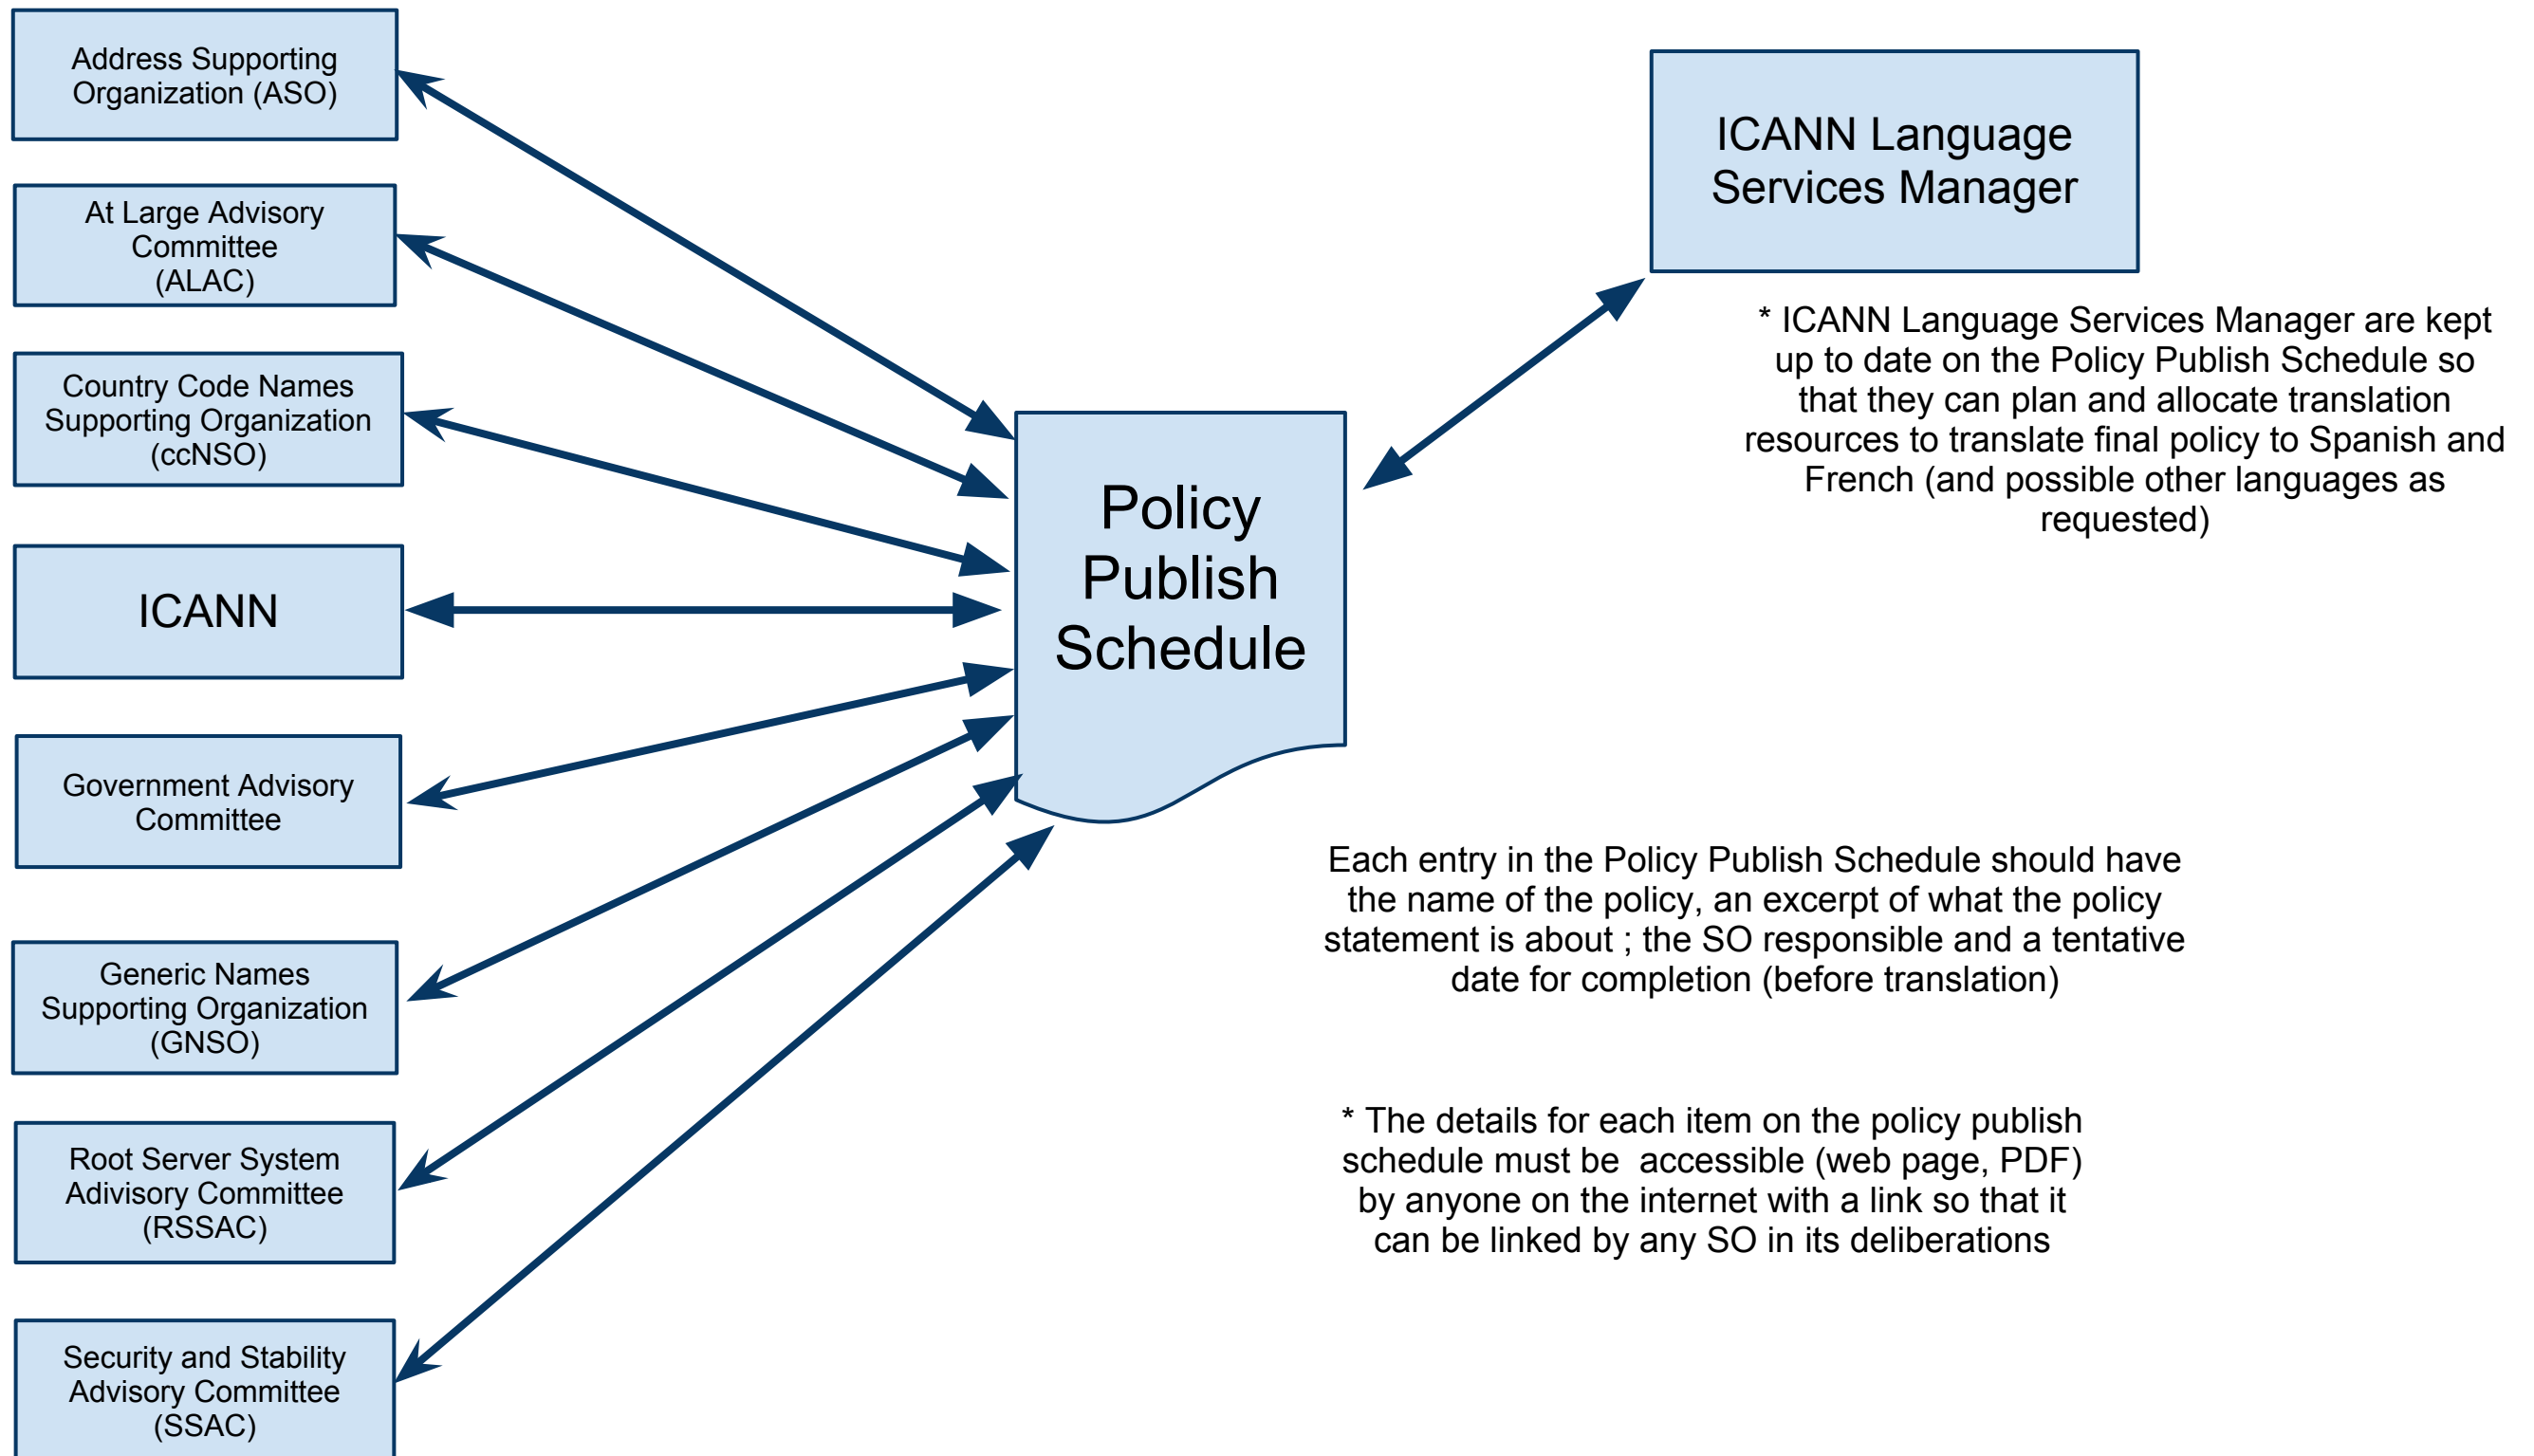 Address Supporting
Organization (ASO)
At Large Advisory
Committee
(ALAC)
Country Code Names
Supporting Organization
(ccNSO)
ICANN
Government Advisory
Committee
Generic Names
Supporting Organization
(GNSO)
Root Server System
Adivisory Committee
(RSSAC)
Security and Stability
Advisory Committee
(SSAC)
Policy
Publish
Schedule
ICANN Language
Services Manager
* ICANN Language Services Manager are kept
up to date on the Policy Publish Schedule so
that they can plan and allocate translation
resources to translate final policy to Spanish and
French (and possible other languages as
requested)
Each entry in the Policy Publish Schedule should have
the name of the policy, an excerpt of what the policy
statement is about ; the SO responsible and a tentative
date for completion (before translation)
* The details for each item on the policy publish
schedule must be  accessible (web page, PDF)
by anyone on the internet with a link so that it
can be linked by any SO in its deliberations